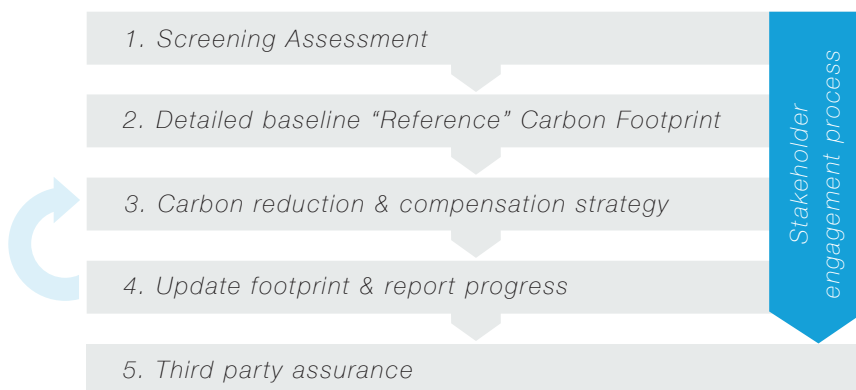 1. Screening Assessment
2. Detailed baseline “Reference” Carbon Footprint
3. Carbon reduction & compensation strategy
4. Update footprint & report progress
5. Third party assurance
Stakeholder
engagement process